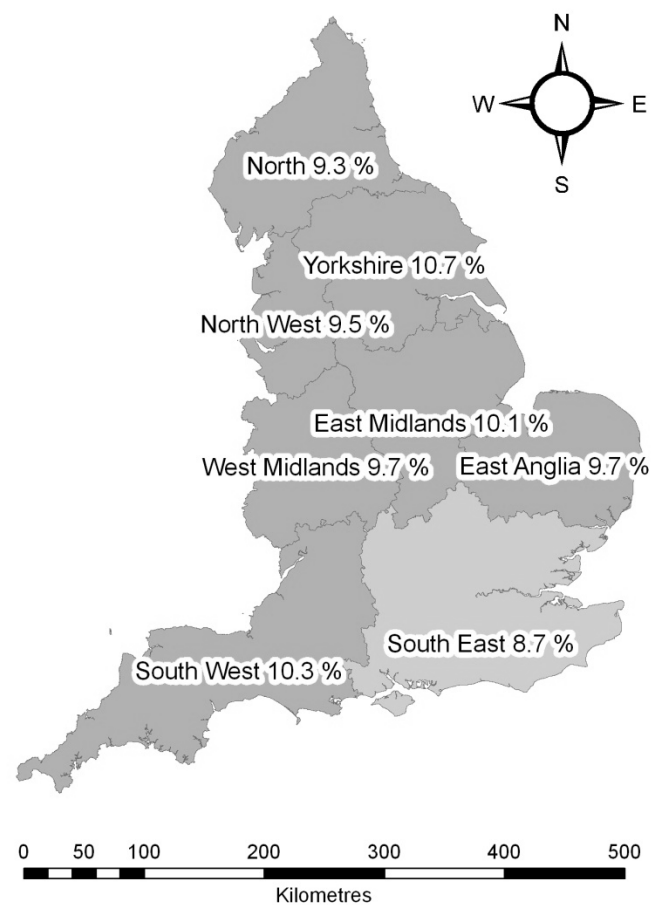 N
W E
S
North 9.3 %
Yorkshire 10.7 %
North West 9.5 %
East Midlands 10.1 %
West Midlands 9.7 %
East Anglia 9.7 %
South East 8.7 %
South West 10.3 %
0 50 100 200 300 400 500
Kilometres